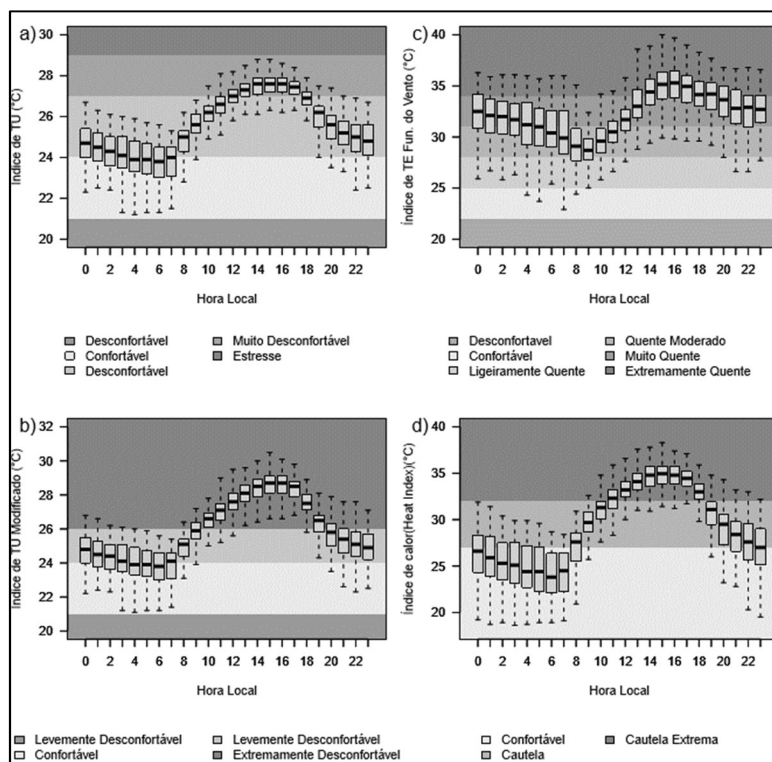 a)
Índice de TU (°C)
30
28
26
24
22
20
0 2 4 6 8 10 12 14 16 18 20 22
Hora Local
Desconfortável
Confortável
Desconfortável
Muito Desconfortável
Estresse
c)
Índice de TE Fun. do Vento (°C)
40
35
30
25
20
0 2 4 6 8 10 12 14 16 18 20 22
Hora Local
Desconfortavel
Confortável
Ligeiramente Quente
Quente Moderado
Muito Quente
Extremamente Quente
b)
Índice de TU Modificado (°C)
32
30
28
26
24
22
20
0 2 4 6 8 10 12 14 16 18 20 22
Hora Local
Levemente Desconfortável
Confortável
Levemente Desconfortável
Extremamente Desconfortável
d)
Índice de calor(Heat Index)(°C)
40
35
30
25
20
0 2 4 6 8 10 12 14 16 18 20 22
Hora Local
Confortável
Cautela
Cautela Extrema